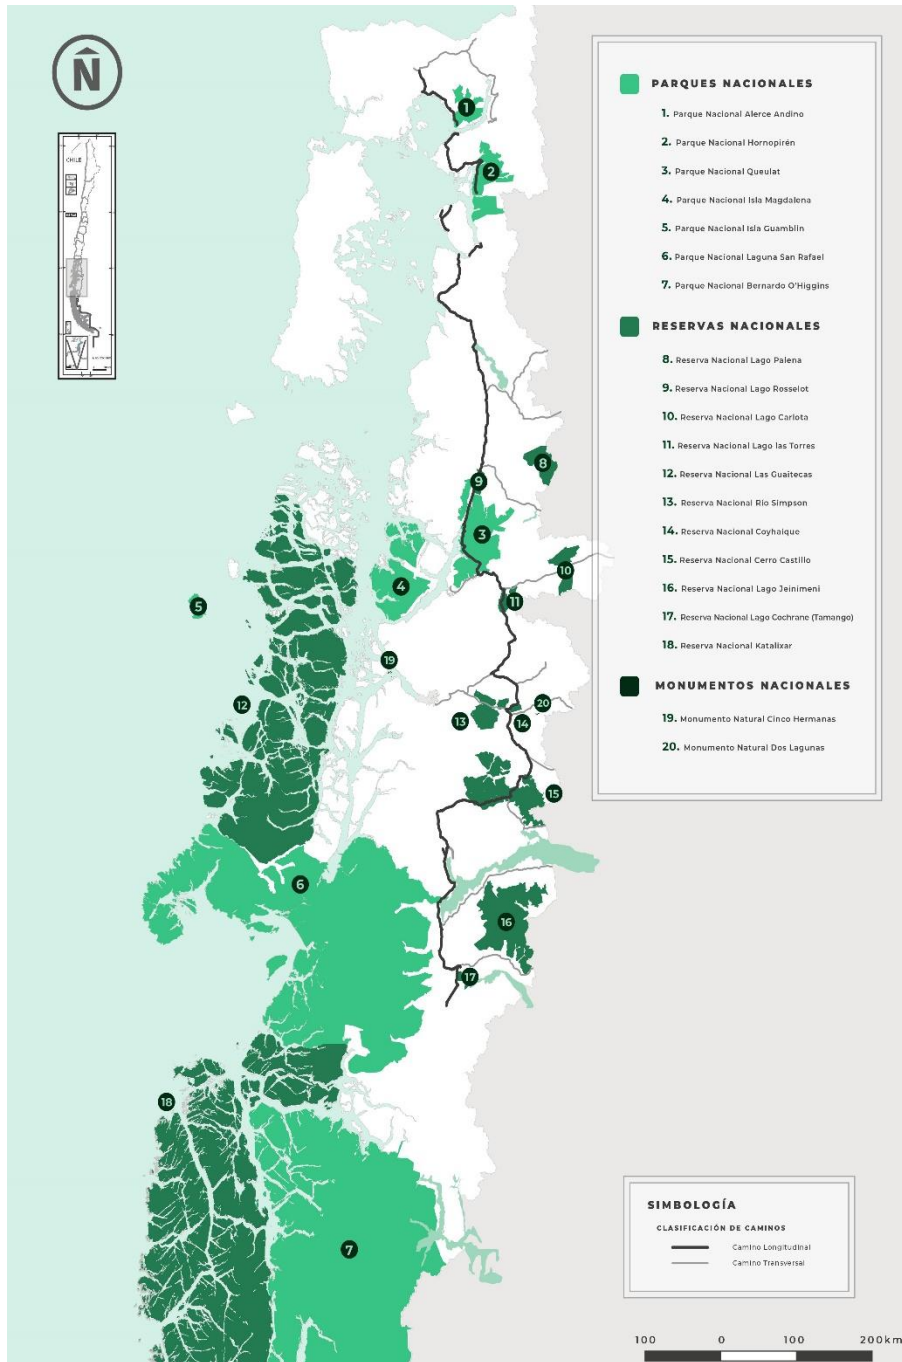 N
CHILE
PARQUES NACIONALES
1. Parque Nacional Alerce Andino
2. Parque Nacional Hornopirén
3. Parque Nacional Queulat
4. Parque Nacional Isla Magdalena
5. Parque Nacional Isla Guamblin
6. Parque Nacional Laguna San Rafael
7. Parque Nacional Bernardo O'Higgins
RESERVAS NACIONALES
8. Reserva Nacional Lago Palena
9. Reserva Nacional Lago Rosselot
10. Reserva Nacional Lago Carlota
11. Reserva Nacional Lago las Torres
12. Reserva Nacional Las Guaitecas
13. Reserva Nacional Río Simpson
14. Reserva Nacional Coyhaique
15. Reserva Nacional Cerro Castillo
16. Reserva Nacional Lago Jeinimeni
17. Reserva Nacional Lago Cochrane (Tamango)
18. Reserva Nacional Katalixar
MONUMENTOS NACIONALES
19. Monumento Natural Cinco Hermanas
20. Monumento Natural Dos Lagunas
1
2
8
9
3
10
4
11
5
19
12
20
13
14
15
6
16
17
18
7
SIMBOLOGÍA
CLASIFICACIÓN DE CAMINOS
Camino Longitudinal
Camino Transversal
100 0 100 200km